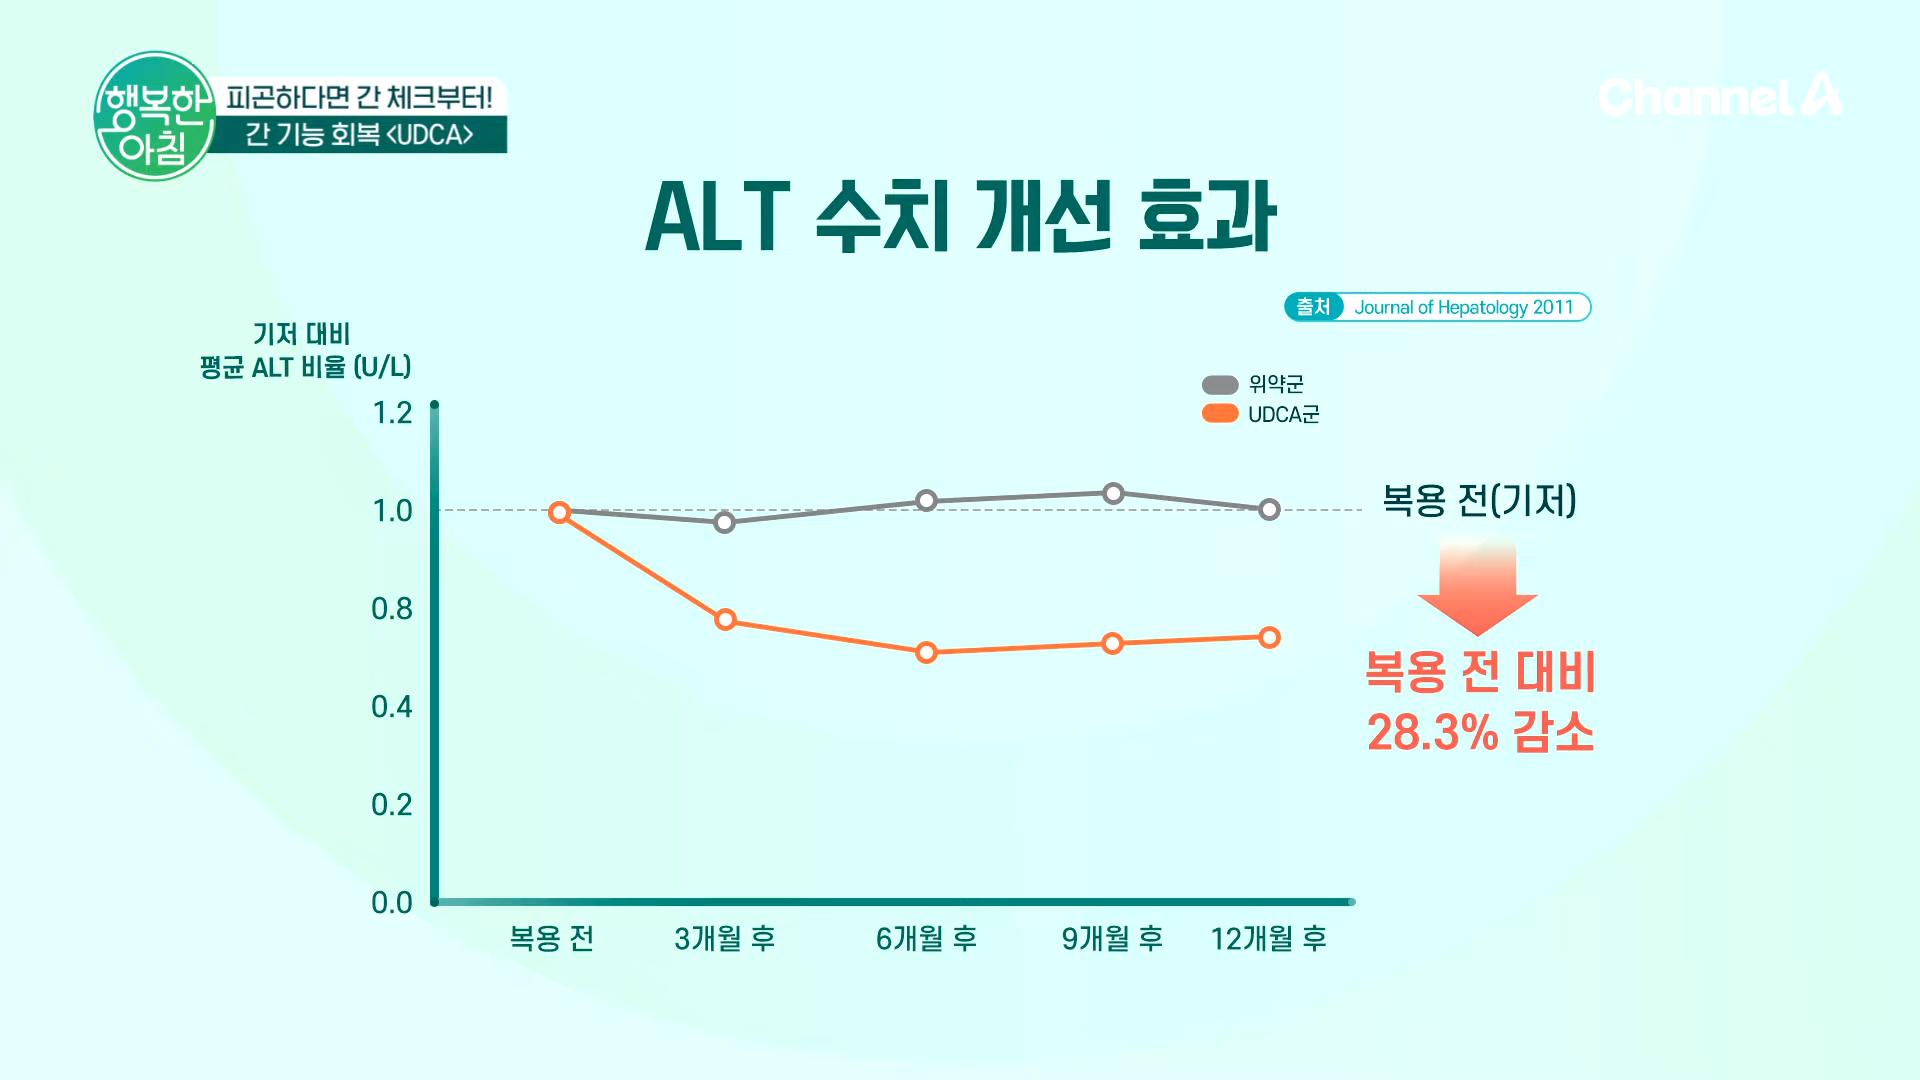 행복한
아침
피곤하다면 간 체크부터!
간 기능 회복 <UDCA>
Channel A
ALT 수치 개선 효과
출처 Journal of Hepatology 2011
기저 대비
평균 ALT 비율 (U/L)
위약군
UDCA군
1.2
1.0
0.8
0.4
0.2
0.0
복용 전 3개월 후 6개월 후 9개월 후 12개월 후
복용 전(기저)
복용 전 대비
28.3% 감소